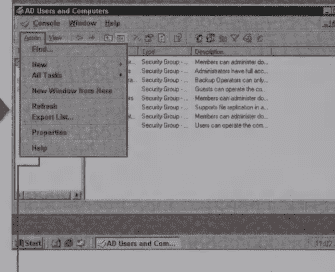 AD Users and Computers
Console Window Help
Action View
Find...
New
All Tasks
New Window from Here
Refresh
Export List...
Properties
Help
Type Description
Security Group - ... Members can administer do...
Security Group - ... Administrators have full acc...
Security Group - ... Backup Operators can only...
Security Group - ... Guests can operate the co...
Security Group - ... Members can administer do...
Security Group - ... Supports file replication in a...
Security Group - ... Members can administer do...
Security Group - ... Users can operate the com...
Start AD Users and Com...